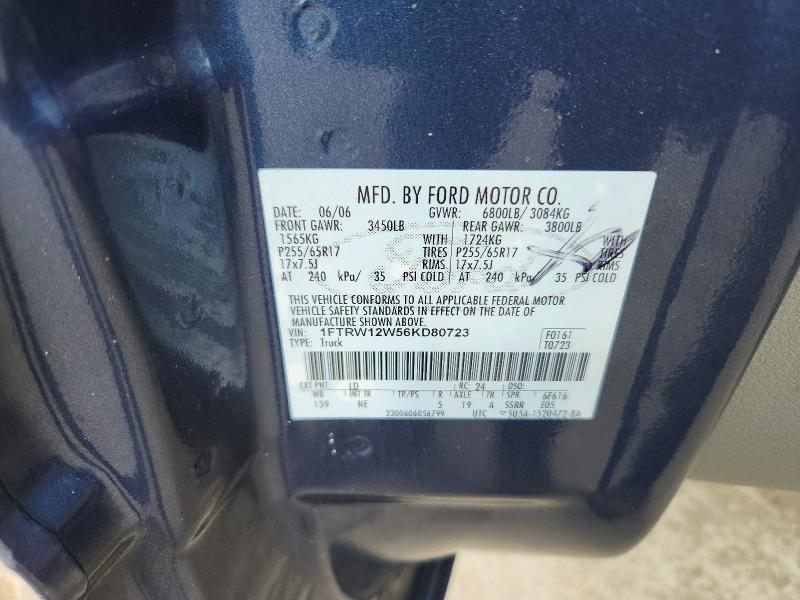 MFD. BY FORD MOTOR CO.
DATE: 06/06 GVWR: 6800LB/ 3084KG
FRONT GAWR: 3450LB REAR GAWR: 3800LB
1565KG WITH 1724KG WITH
P255/65R17 TIRES P255/65R17 TIRES
17x7.5J RIMS 17x7.5J RIMS
AT 240 kPa/ 35 PSI COLD AT 240 kPa/ 35 PSI COLD
THIS VEHICLE CONFORMS TO ALL APPLICABLE FEDERAL MOTOR
VEHICLE SAFETY STANDARDS IN EFFECT ON THE DATE OF
MANUFACTURE SHOWN ABOVE.
VIN: 1FTRW12W56KD80723 F0161
TYPE: Truck T0723
EXT PNT: LD RC: 24 DSO:
WB INT TR TP/PS R AXLE TR SPR 6F616
139 NE 5 19 A SSRR E05
2200606056799 UTC 5U5A-1520472-BA